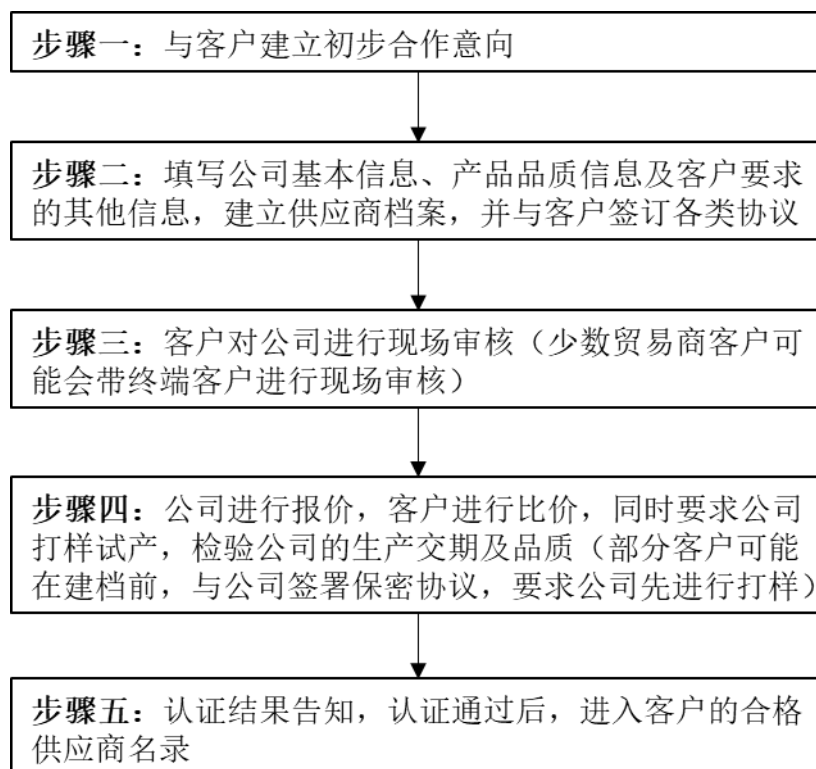 步骤一：与客户建立初步合作意向
步骤二：填写公司基本信息、产品品质信息及客户要求
的其他信息，建立供应商档案，并与客户签订各类协议
步骤三：客户对公司进行现场审核（少数贸易商客户可
能会带终端客户进行现场审核）
步骤四：公司进行报价，客户进行比价，同时要求公司
打样试产，检验公司的生产交期及品质（部分客户可能
在建档前，与公司签署保密协议，要求公司先进行打样）
步骤五：认证结果告知，认证通过后，进入客户的合格
供应商名录